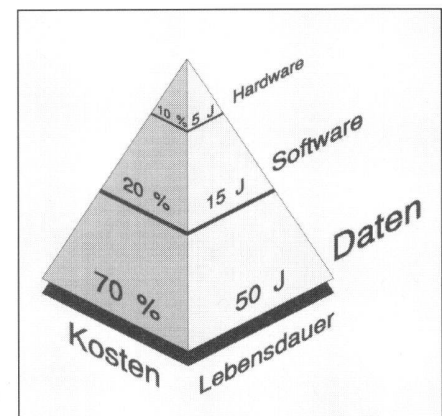 10 % 5 J Hardware
20 % 15 J Software
70 % 50 J Daten
Kosten Lebensdauer